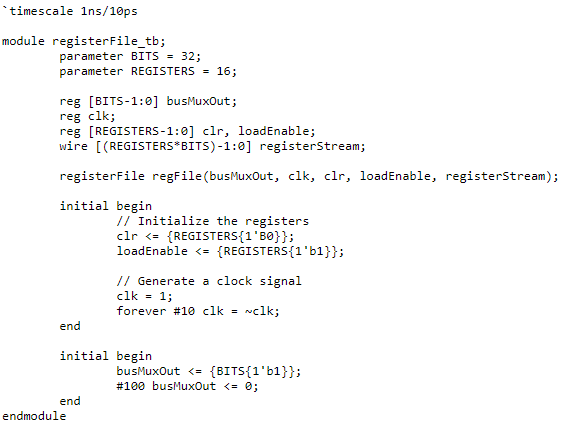 `timescale 1ns/10ps

module registerFile_tb;
        parameter BITS = 32;
        parameter REGISTERS = 16;

        reg [BITS-1:0] busMuxOut;
        reg clk;
        reg [REGISTERS-1:0] clr, loadEnable;
        wire [(REGISTERS*BITS)-1:0] registerStream;

        registerFile regFile(busMuxOut, clk, clr, loadEnable, registerStream);

        initial begin
                // Initialize the registers
                clr <= {REGISTERS{1'B0}};
                loadEnable <= {REGISTERS{1'b1}};

                // Generate a clock signal
                clk = 1;
                forever #10 clk = ~clk;
        end

        initial begin
                busMuxOut <= {BITS{1'b1}};
                #100 busMuxOut <= 0;
        end
endmodule